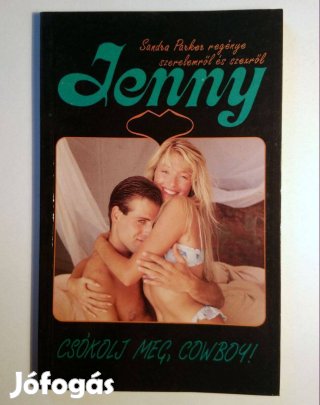 Sandra Parker regénye
szerelemről és szexről
Jenny
CSÓKOLJ MEG, COWBOY!
Jófogás